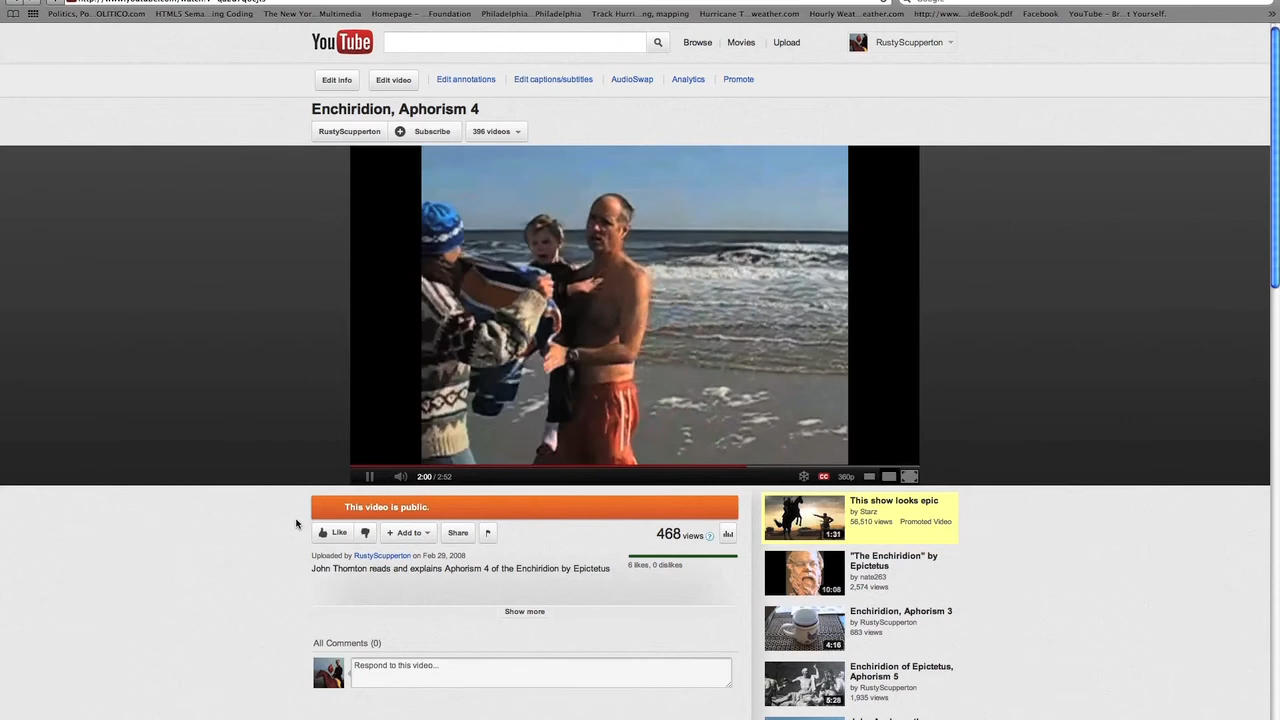 Politics, Po...OLITICO.com HTML5 Sema...ing Coding The New Yor...Multimedia Homepage - ...Foundation Philadelphia...Philadelphia Track Hurri...ng, mapping Hurricane T...weather.com Hourly Weat...eather.com http://www....ideBook.pdf Facebook YouTube - Br...t Yourself.
YouTube Browse Movies Upload RustyScupperton
Edit info Edit video Edit annotations Edit captions/subtitles AudioSwap Analytics Promote
Enchiridion, Aphorism 4
RustyScupperton Subscribe 396 videos
2:00 / 2:52 CC 360p
This video is public.
Like Add to Share 468 views
Uploaded by RustyScupperton on Feb 29, 2008
6 likes, 0 dislikes
John Thornton reads and explains Aphorism 4 of the Enchiridion by Epictetus
Show more
All Comments (0)
Respond to this video...
This show looks epic
by Starz
56,510 views Promoted Video
1:31
"The Enchiridion" by
Epictetus
by nate263
2,574 views
10:08
Enchiridion, Aphorism 3
by RustyScupperton
683 views
4:16
Enchiridion of Epictetus,
Aphorism 5
by RustyScupperton
1,935 views
5:28